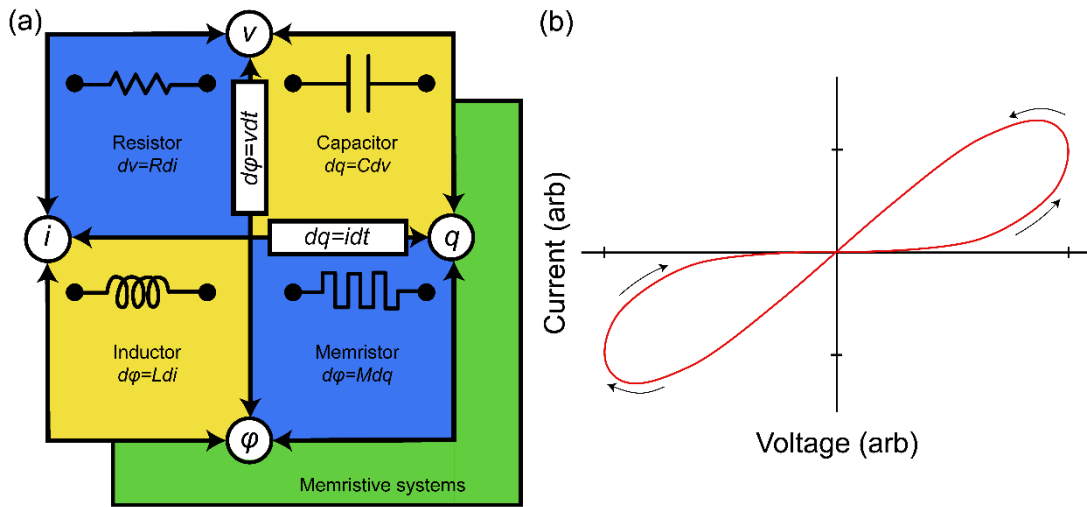 (a)
v
Resistor
dv=Rdi
dφ=vdt
Capacitor
dq=Cdv
i
dq=idt
q
Inductor
dφ=Ldi
Memristor
dφ=Mdq
φ
Memristive systems
(b)
Current (arb)
Voltage (arb)